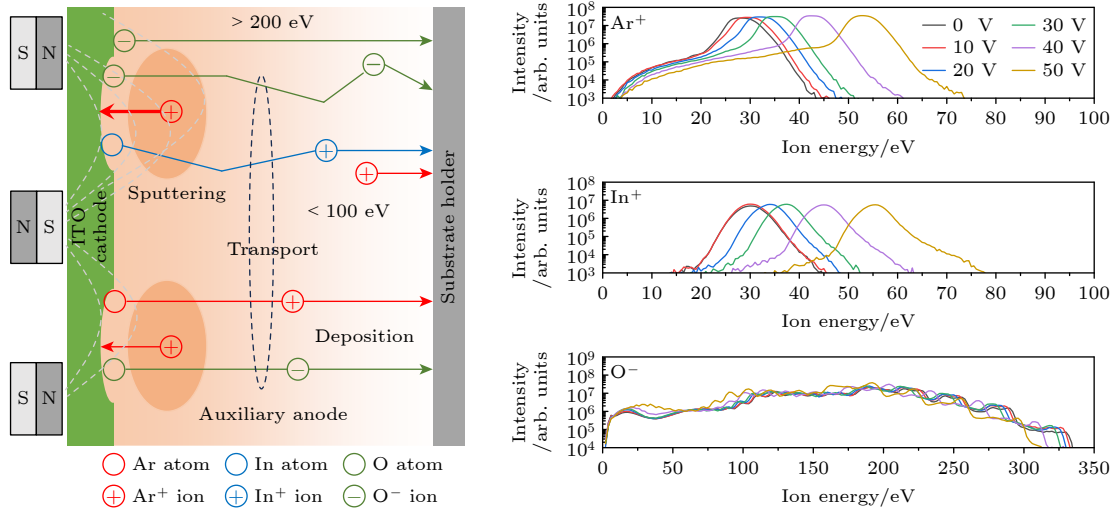 > 200 eV
S N
Sputtering
N S
ITO
cathode
< 100 eV
Transport
Substrate holder
Deposition
S N
Auxiliary anode
Ar atom In atom O atom
Ar⁺ ion In⁺ ion O⁻ ion
Ar⁺
0 V 30 V
10 V 40 V
20 V 50 V
Intensity
/arb. units
10⁸
10⁷
10⁶
10⁵
10⁴
10³
0 10 20 30 40 50 60 70 80 90 100
Ion energy/eV
In⁺
Intensity
/arb. units
10⁸
10⁷
10⁶
10⁵
10⁴
10³
0 10 20 30 40 50 60 70 80 90 100
Ion energy/eV
O⁻
Intensity
/arb. units
10⁹
10⁸
10⁷
10⁶
10⁵
10⁴
0 50 100 150 200 250 300 350
Ion energy/eV